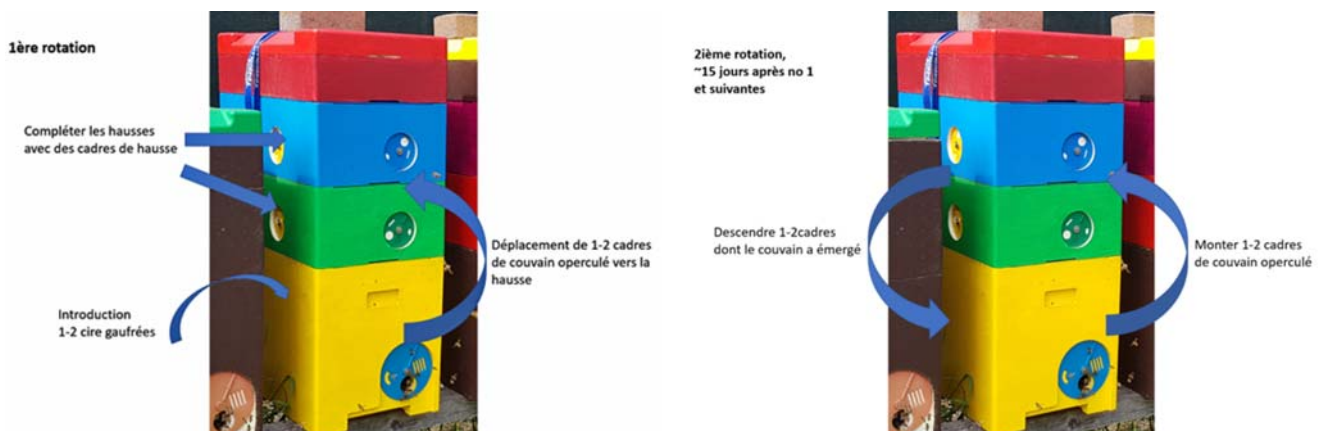 1ère rotation
Compléter les hausses
avec des cadres de hausse
Déplacement de 1-2 cadres
de couvain operculé vers la
hausse
Introduction
1-2 cire gaufrées
2ième rotation,
~15 jours après no 1
et suivantes
Descendre 1-2cadres
dont le couvain a émergé
Monter 1-2 cadres
de couvain operculé